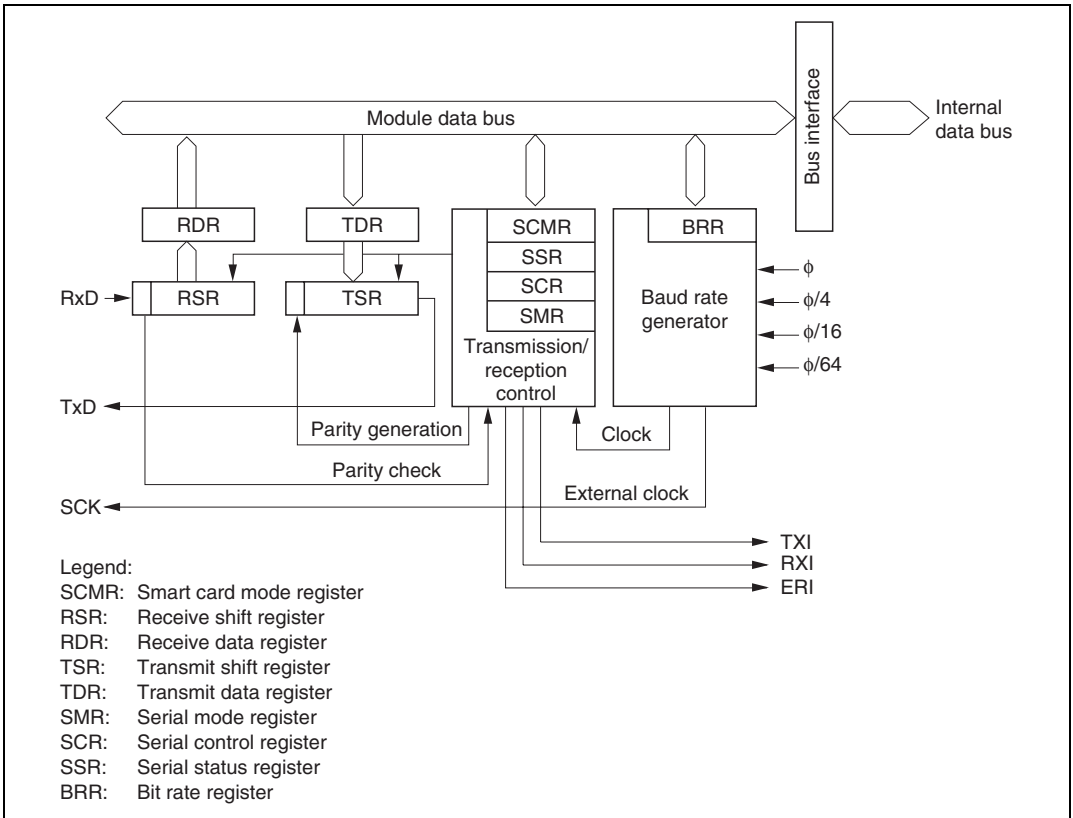 Module data bus
Bus interface
Internal
data bus
RDR
TDR
SCMR
SSR
SCR
SMR
Transmission/
reception
control
BRR
Baud rate
generator
ϕ
ϕ/4
ϕ/16
ϕ/64
RxD
RSR
TSR
TxD
Parity generation
Clock
Parity check
External clock
SCK
TXI
RXI
ERI
Legend:
SCMR: Smart card mode register
RSR: Receive shift register
RDR: Receive data register
TSR: Transmit shift register
TDR: Transmit data register
SMR: Serial mode register
SCR: Serial control register
SSR: Serial status register
BRR: Bit rate register